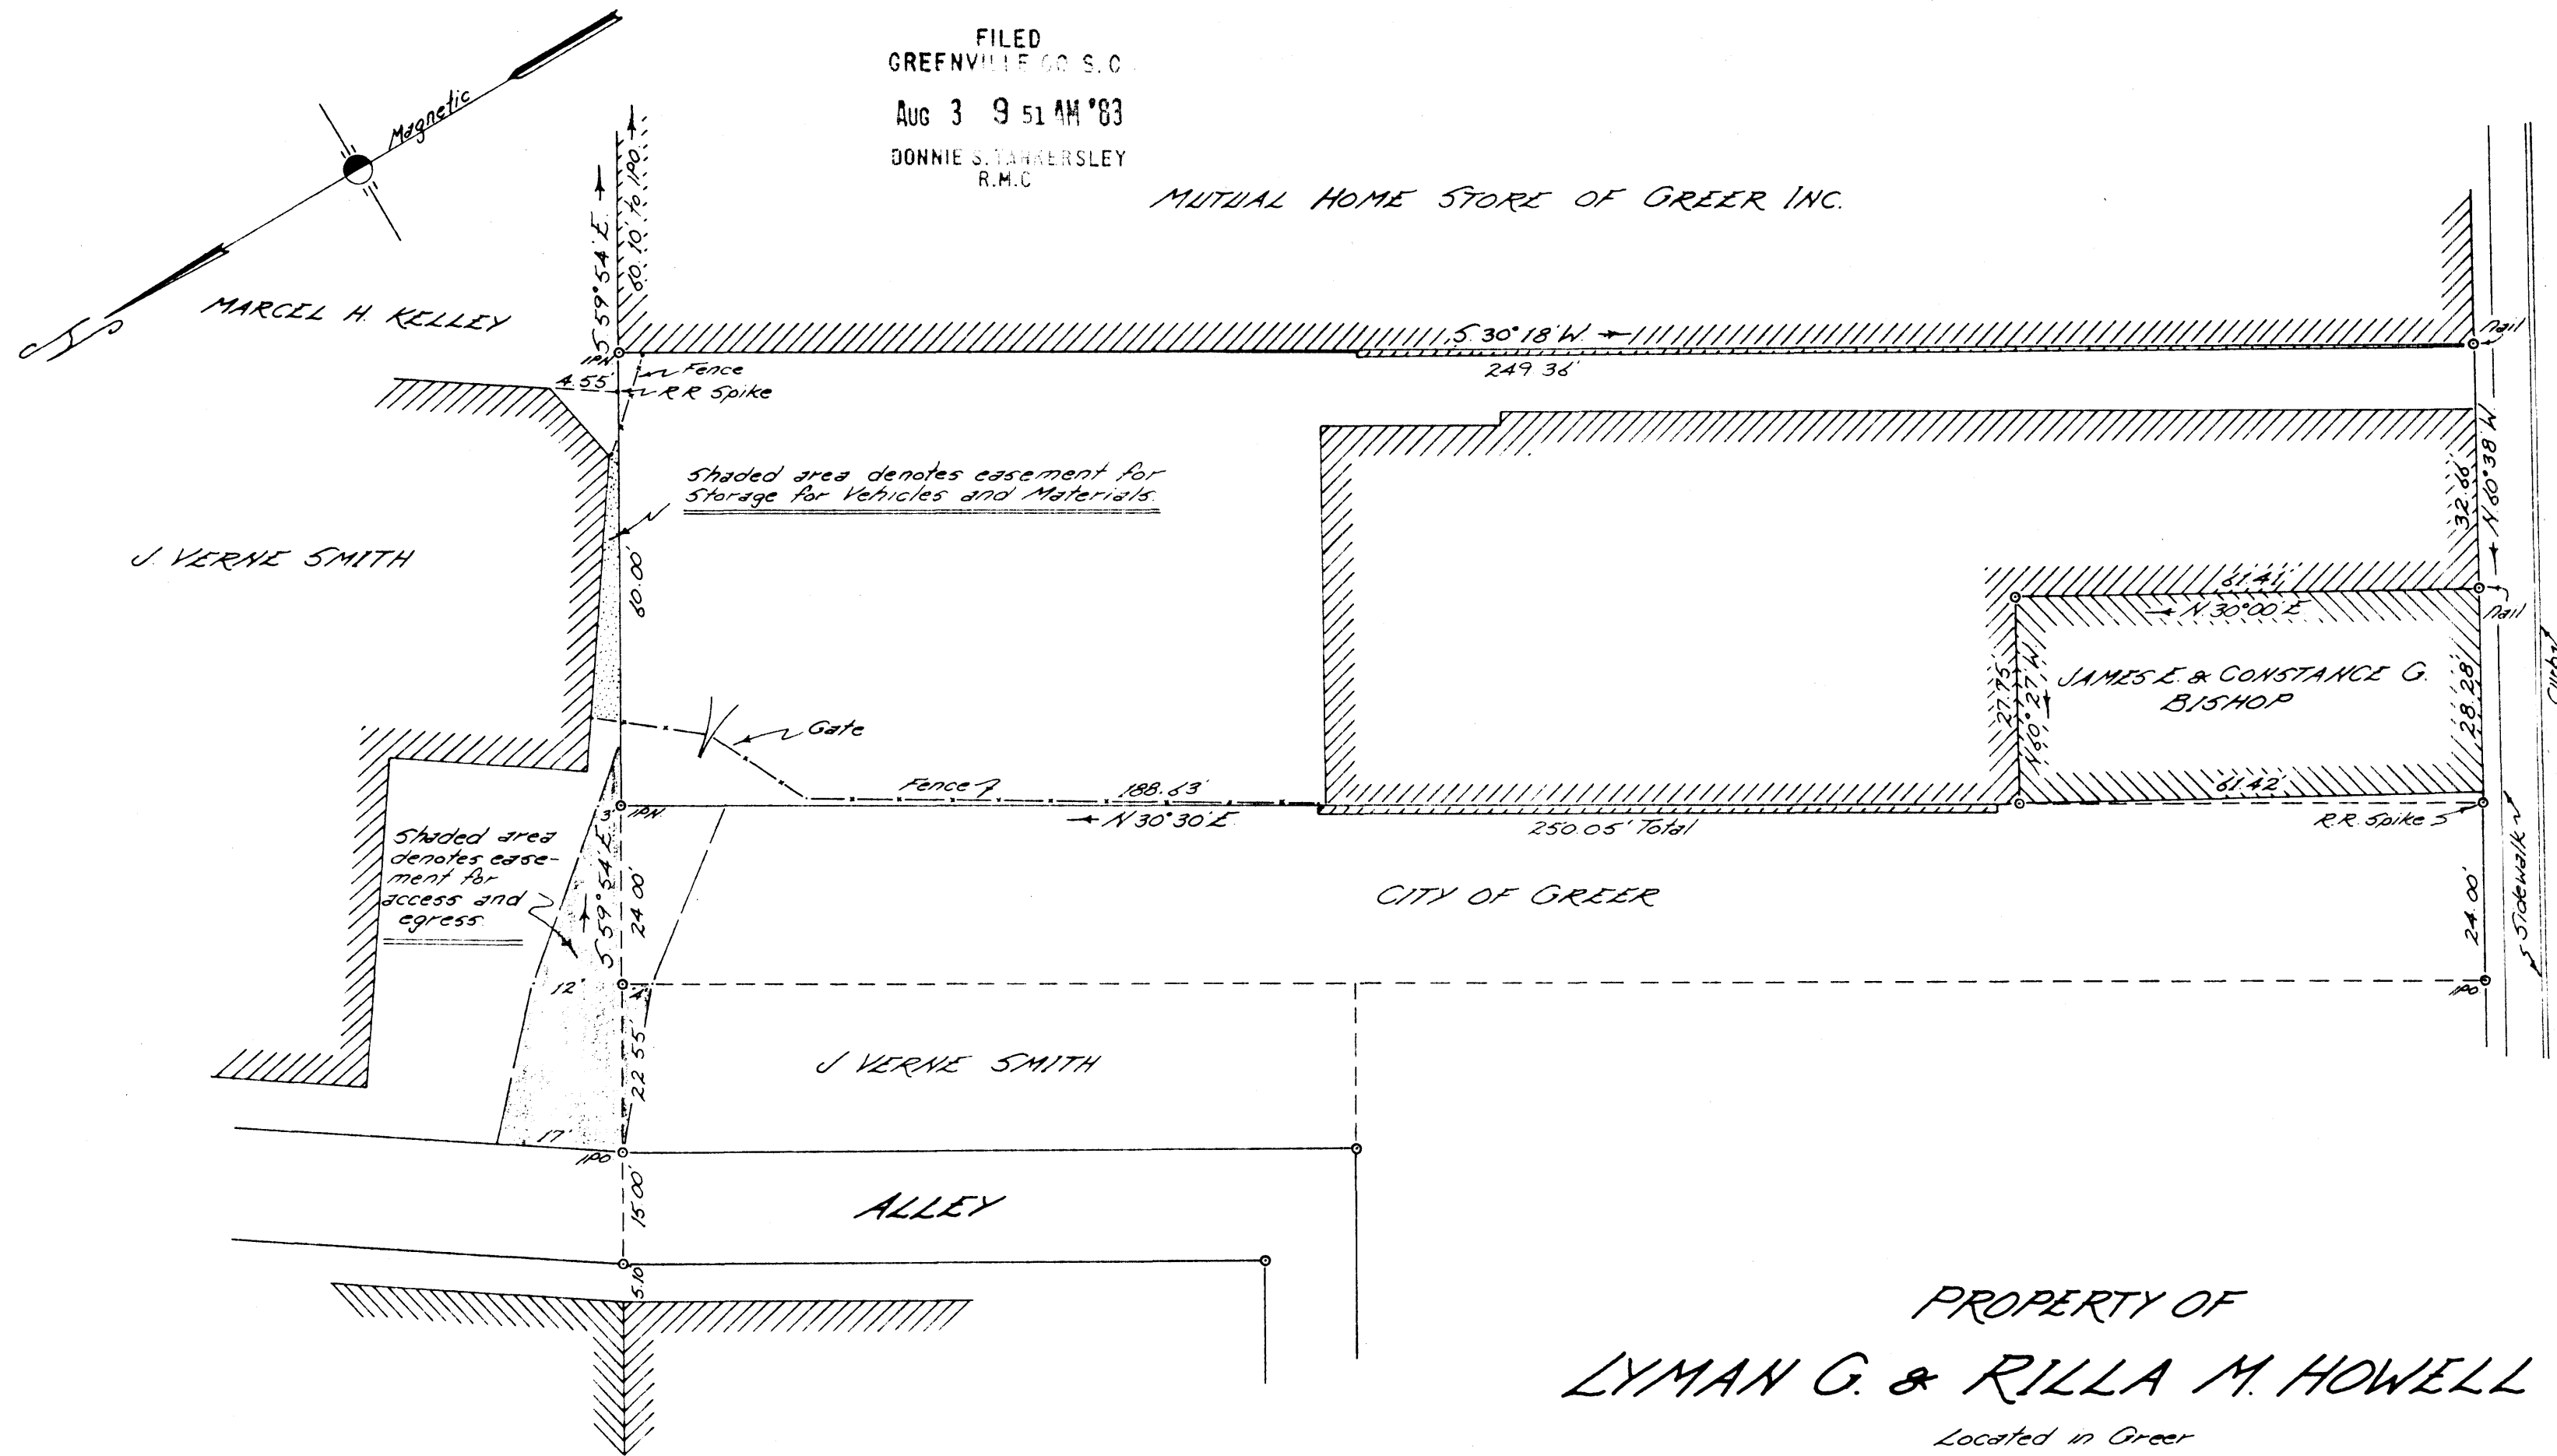 FILED
GREENVILLE CO S.C
AUG 3 9 51 AM '83
DONNIE S. TANKERSLEY
R.M.C
Magnetic
MUTUAL HOME STORE OF GREER INC.
S 59° 54' E.
60.10' to IPO.
MARCEL H. KELLEY
IPN
S. 30° 18' W.
249.36'
Nail
4.55'
Fence
R R Spike
Shaded area denotes easement for
Storage for Vehicles and Materials.
J. VERNE SMITH
60.00'
32.66'
N. 60° 38' W.
61.41'
N 30° 00' E.
Nail
27.75
N 60° 27' W.
JAMES E. & CONSTANCE G.
BISHOP
28.28'
Curb
Gate
Fence
188.63'
N 30° 30' E.
61.42'
250.05' Total
R.R. Spike
3'
IPN.
Shaded area
denotes ease-
ment for
access and
egress.
S 59° 54' E
24.00'
CITY OF GREER
24.00'
Sidewalk
12'
4'
IPO
22.55'
J VERNE SMITH
17'
IPO
15.00'
ALLEY
5.10'
PROPERTY OF
LYMAN G. & RILLA M. HOWELL
Located in Greer